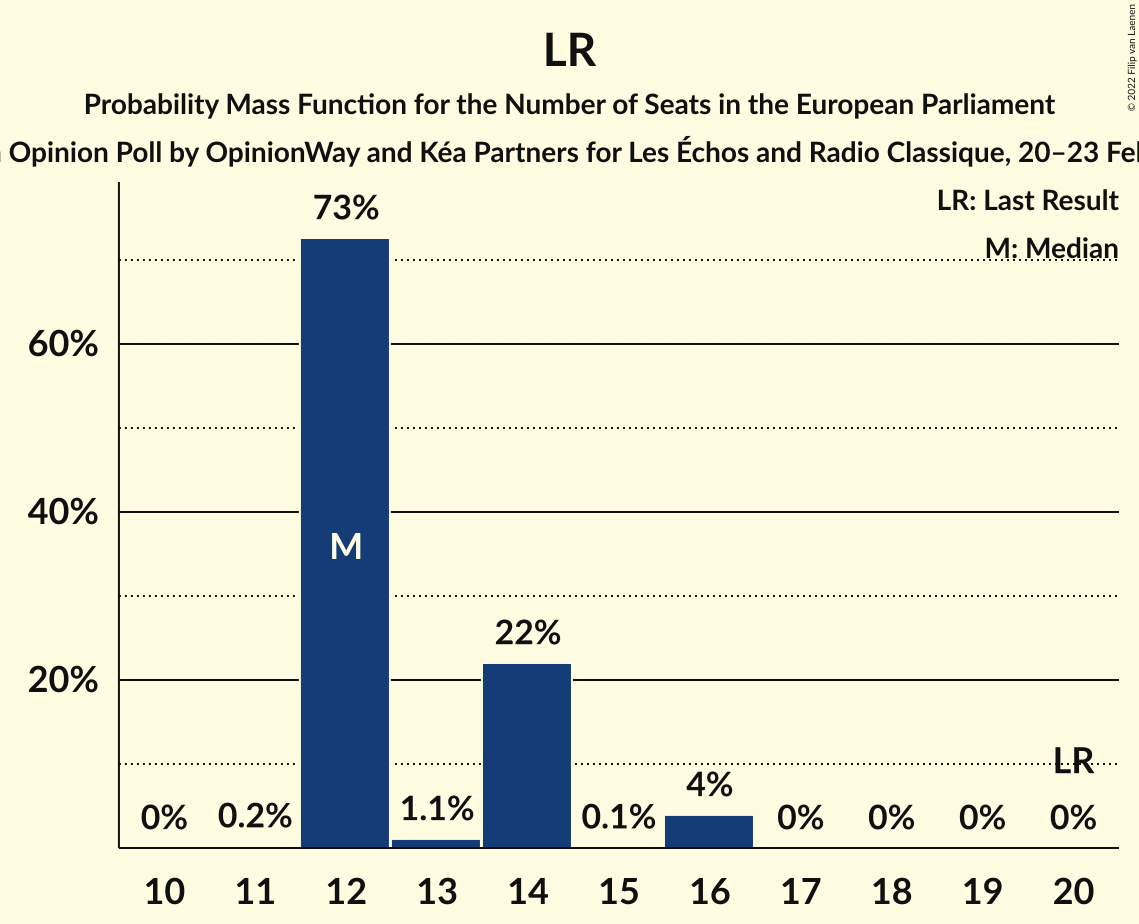 LR
© 2022 Filip van Laenen
Probability Mass Function for the Number of Seats in the European Parliament
Opinion Poll by OpinionWay and Kéa Partners for Les Échos and Radio Classique, 20–23
LR: Last Result
M: Median
73%
60%
40%
M
22%
20%
LR
0% 0.2% 1.1% 0.1% 4% 0% 0% 0% 0%
10 11 12 13 14 15 16 17 18 19 20